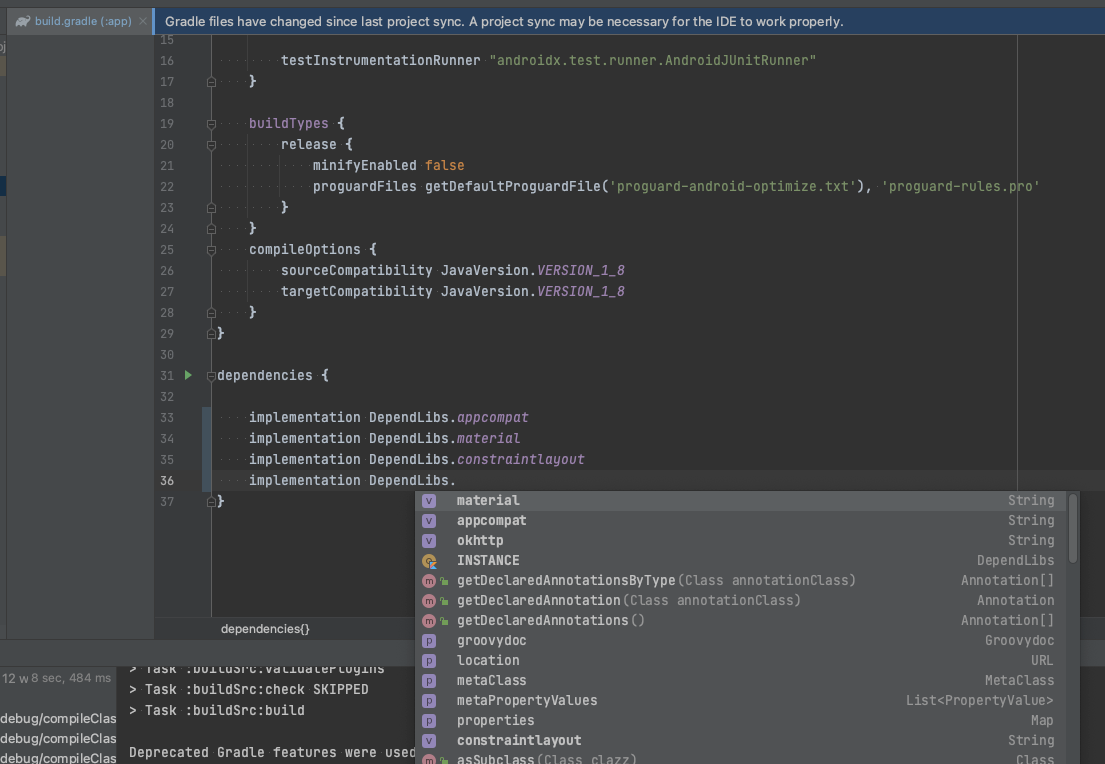 build.gradle (:app)
Gradle files have changed since last project sync. A project sync may be necessary for the IDE to work properly.
15
16 testInstrumentationRunner "androidx.test.runner.AndroidJUnitRunner"
17 }
18
19 buildTypes {
20 release {
21 minifyEnabled false
22 proguardFiles getDefaultProguardFile('proguard-android-optimize.txt'), 'proguard-rules.pro'
23 }
24 }
25 compileOptions {
26 sourceCompatibility JavaVersion.VERSION_1_8
27 targetCompatibility JavaVersion.VERSION_1_8
28 }
29 }
30
31 dependencies {
32
33 implementation DependLibs.appcompat
34 implementation DependLibs.material
35 implementation DependLibs.constraintlayout
36 implementation DependLibs.
37 }
material String
appcompat String
okhttp String
INSTANCE DependLibs
getDeclaredAnnotationsByType(Class annotationClass) Annotation[]
getDeclaredAnnotation(Class annotationClass) Annotation
getDeclaredAnnotations() Annotation[]
groovydoc Groovydoc
location URL
metaClass MetaClass
metaPropertyValues List<PropertyValue>
properties Map
constraintlayout String
asSubclass(Class clazz) Class
dependencies{}
12 w 8 sec, 484 ms
debug/compileClas
debug/compileClas
debug/compileClas
> Task :buildSrc:validatePlugins
> Task :buildSrc:check SKIPPED
> Task :buildSrc:build
Deprecated Gradle features were used